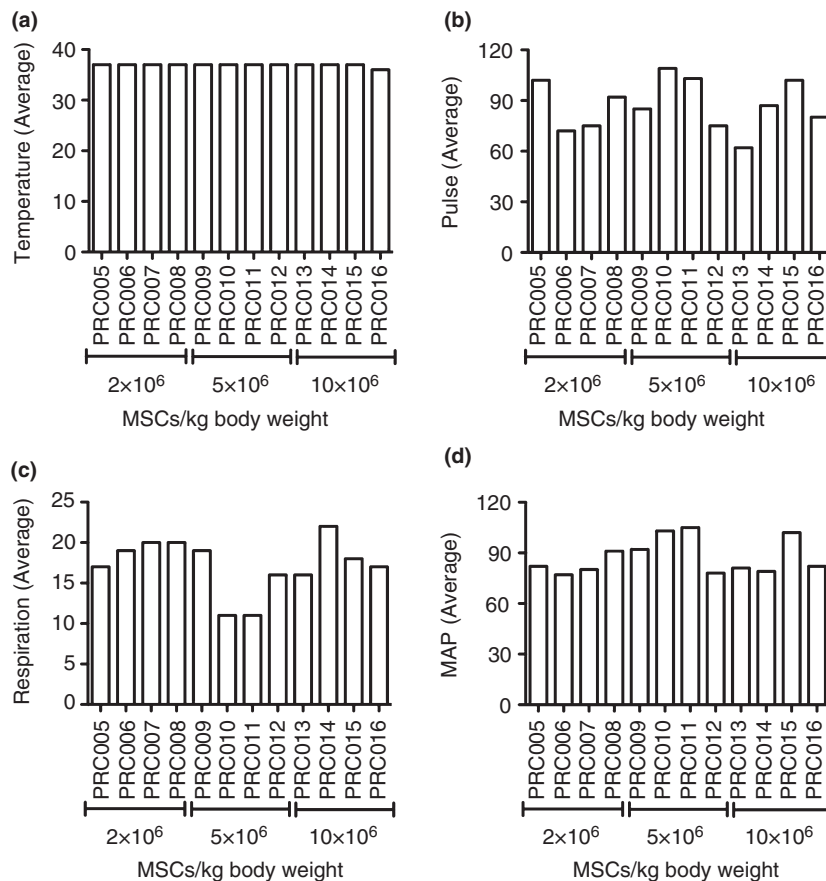 (a)
Temperature (Average)
40
30
20
10
0
PRC005
PRC006
PRC007
PRC008
PRC009
PRC010
PRC011
PRC012
PRC013
PRC014
PRC015
PRC016
2×10⁶
5×10⁶
10×10⁶
MSCs/kg body weight
(b)
Pulse (Average)
120
90
60
30
0
PRC005
PRC006
PRC007
PRC008
PRC009
PRC010
PRC011
PRC012
PRC013
PRC014
PRC015
PRC016
2×10⁶
5×10⁶
10×10⁶
MSCs/kg body weight
(c)
Respiration (Average)
25
20
15
10
5
0
PRC005
PRC006
PRC007
PRC008
PRC009
PRC010
PRC011
PRC012
PRC013
PRC014
PRC015
PRC016
2×10⁶
5×10⁶
10×10⁶
MSCs/kg body weight
(d)
MAP (Average)
120
90
60
30
0
PRC005
PRC006
PRC007
PRC008
PRC009
PRC010
PRC011
PRC012
PRC013
PRC014
PRC015
PRC016
2×10⁶
5×10⁶
10×10⁶
MSCs/kg body weight